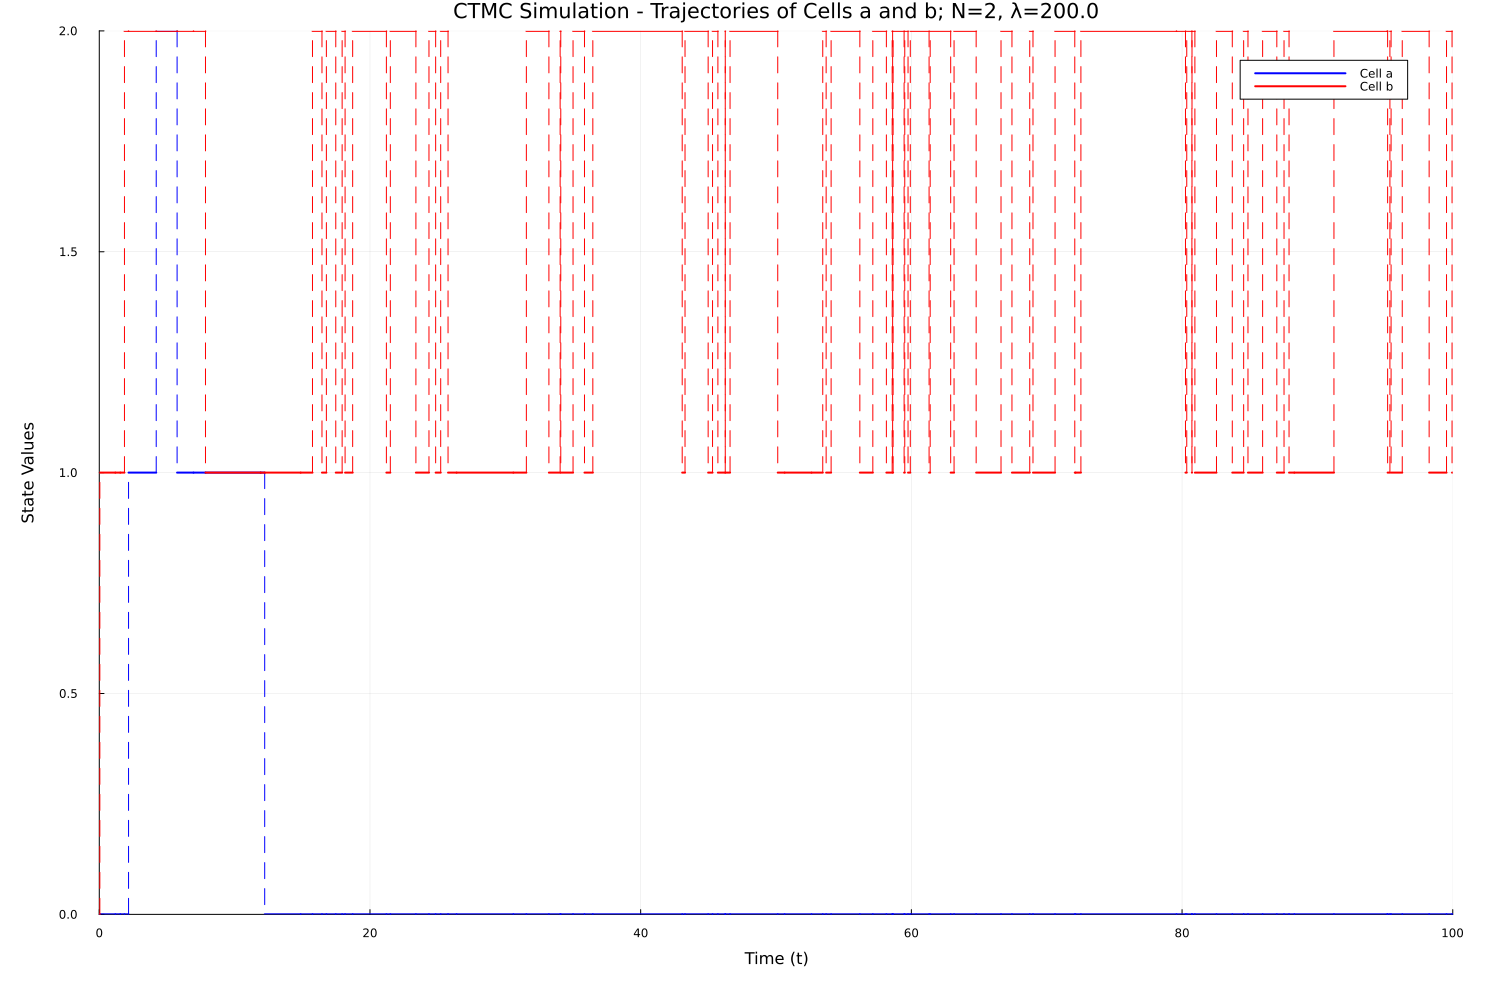 CTMC Simulation - Trajectories of Cells a and b; N=2, λ=200.0
2.0
Cell a
Cell b
1.5
State Values
1.0
0.5
0.0
0 20 40 60 80 100
Time (t)